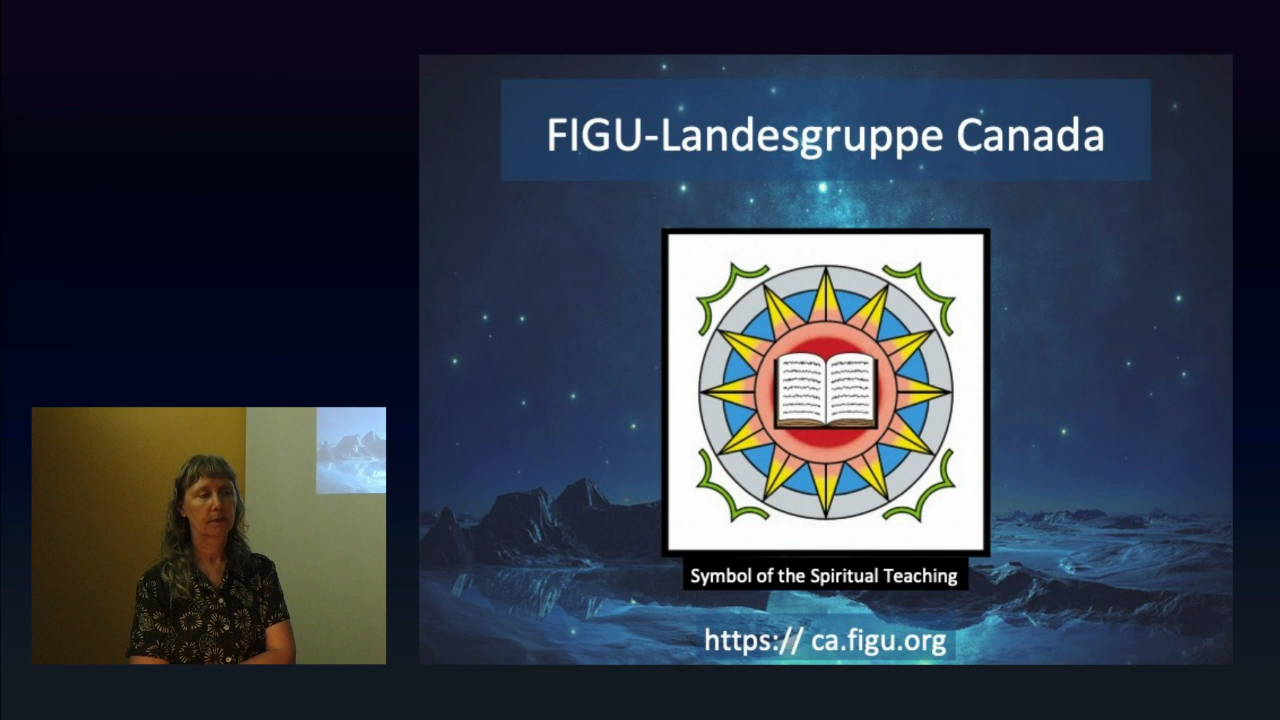 FIGU-Landesgruppe Canada
Symbol of the Spiritual Teaching
https:// ca.figu.org